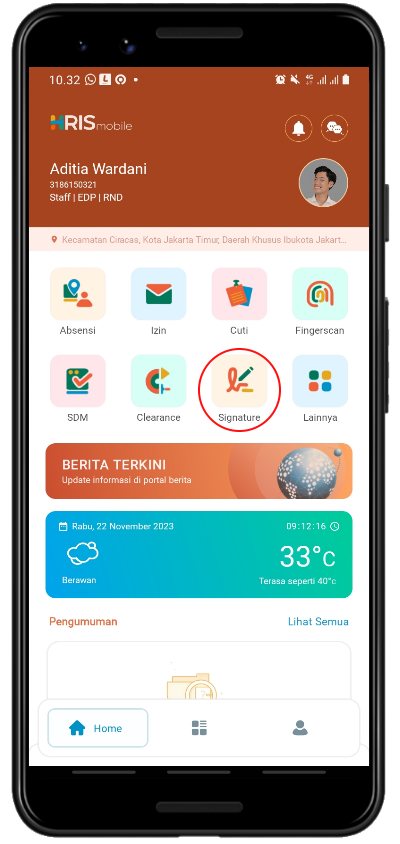 10.32
4G
HRIS mobile
Aditia Wardani
3186150321
Staff | EDP | RND
Kecamatan Ciracas, Kota Jakarta Timur, Daerah Khusus Ibukota Jakart...
Absensi Izin Cuti Fingerscan
SDM Clearance Signature Lainnya
BERITA TERKINI
Update informasi di portal berita
Rabu, 22 November 2023 09:12:16
33°C
Berawan Terasa seperti 40°c
Pengumuman Lihat Semua
Home